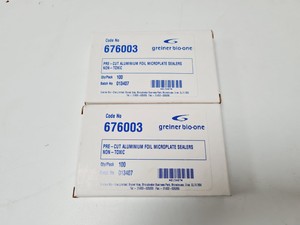 Code No
676003
greiner bio-one
PRE - CUT ALUMINIUM FOIL MICROPLATE SEALERS
NON - TOXIC
Qty/Pack 100
Batch No 013407
Code No
676003
greiner bio-one
PRE - CUT ALUMINIUM FOIL MICROPLATE SEALERS
NON - TOXIC
Qty/Pack 100
Batch No 013407